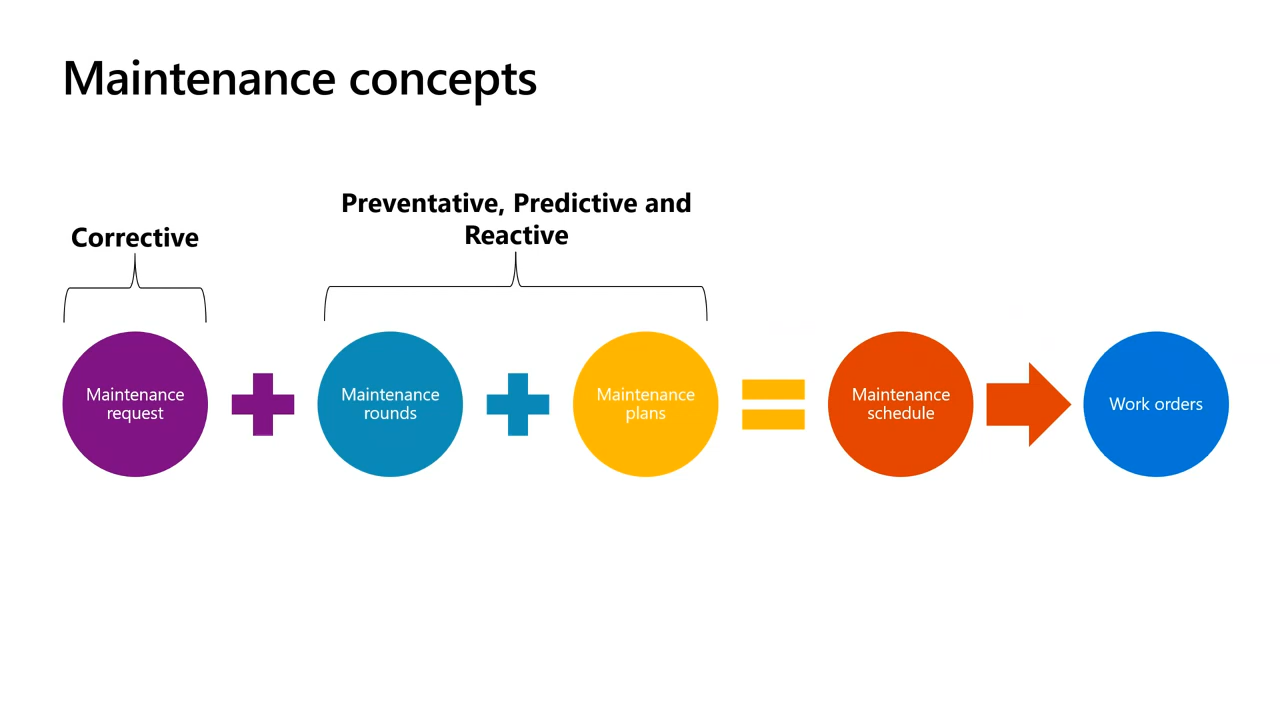 Maintenance concepts
Preventative, Predictive and
Reactive
Corrective
Maintenance
request
Maintenance
rounds
Maintenance
plans
Maintenance
schedule
Work orders